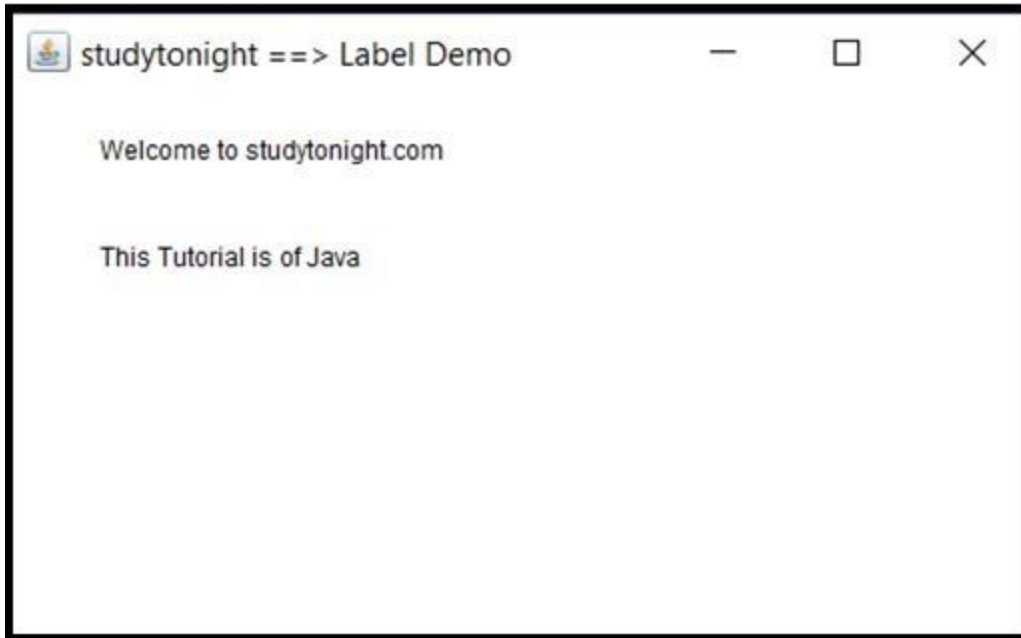 studytonight ==> Label Demo
Welcome to studytonight.com
This Tutorial is of Java